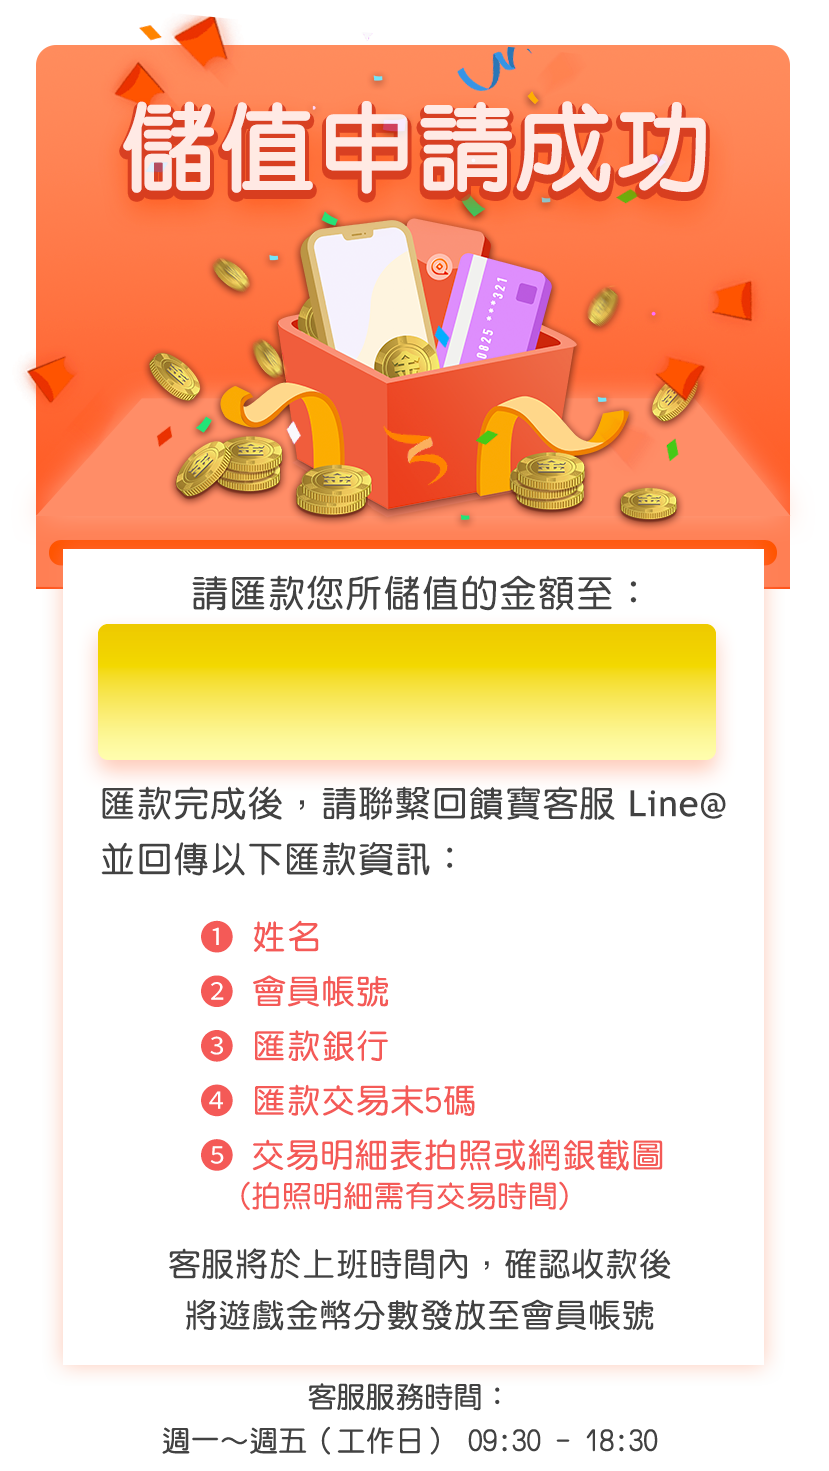 儲值申請成功
0825 ***321
金
金
金
金
金
金
請匯款您所儲值的金額至：
匯款完成後，請聯繫回饋寶客服 Line@
並回傳以下匯款資訊：
1 姓名
2 會員帳號
3 匯款銀行
4 匯款交易末5碼
5 交易明細表拍照或網銀截圖
(拍照明細需有交易時間)
客服將於上班時間內，確認收款後
將遊戲金幣分數發放至會員帳號
客服服務時間：
週一～週五（工作日） 09:30 - 18:30